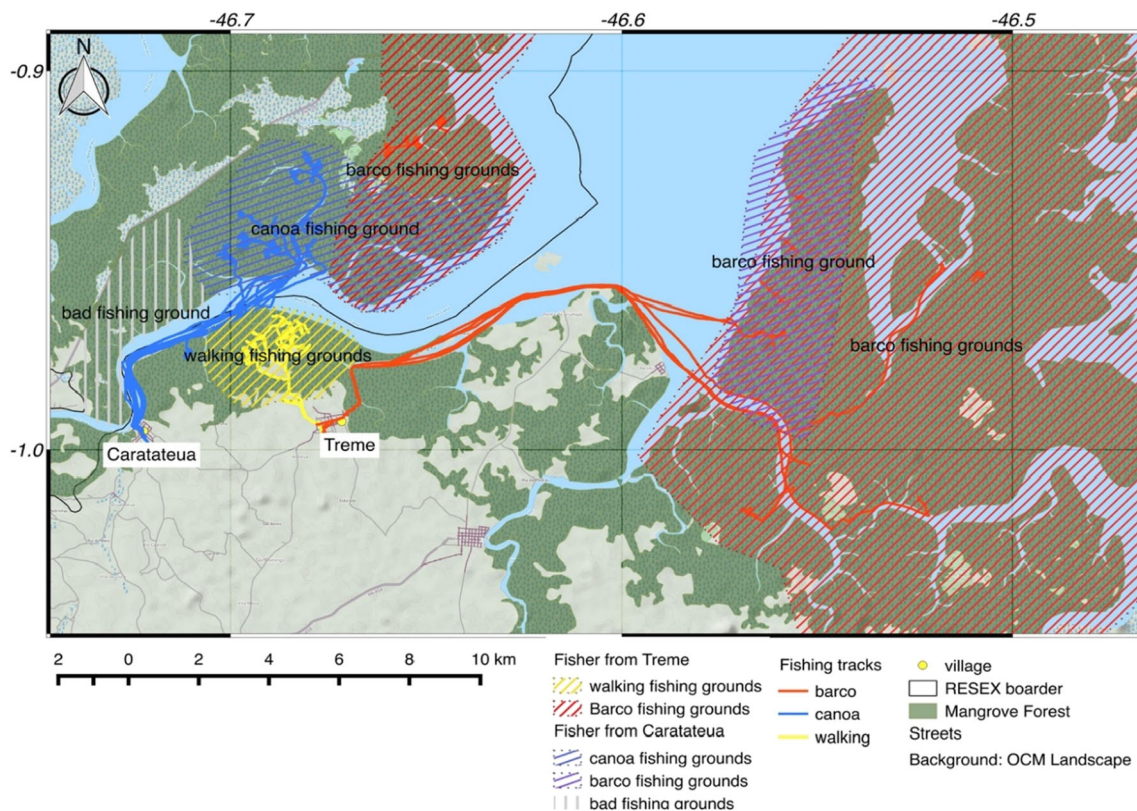 -46.7
-46.6
-46.5
N
-0.9
barco fishing grounds
canoa fishing ground
barco fishing ground
bad fishing ground
walking fishing grounds
barco fishing grounds
-1.0
Treme
Caratateua
2 0 2 4 6 8 10 km
Fisher from Treme
walking fishing grounds
Barco fishing grounds
Fisher from Caratateua
canoa fishing grounds
barco fishing grounds
bad fishing grounds
Fishing tracks
barco
canoa
walking
village
RESEX boarder
Mangrove Forest
Streets
Background: OCM Landscape